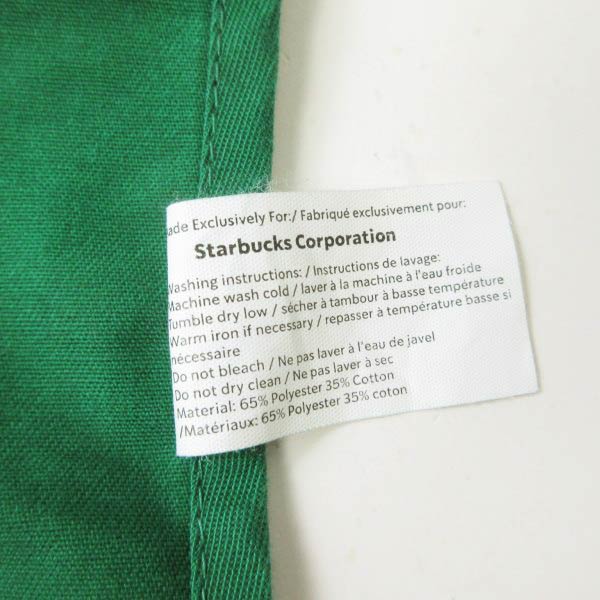 ade Exclusively For:/ Fabriqué exclusivement pour:
Starbucks Corporation
Washing instructions: / Instructions de lavage:
Machine wash cold / laver à la machine à l'eau froide
Tumble dry low / sécher à tambour à basse température
Warm iron if necessary / repasser à température basse si
nécessaire
Do not bleach / Ne pas laver à l'eau de javel
Do not dry clean / Ne pas laver à sec
Material: 65% Polyester 35% Cotton
/Matériaux: 65% Polyester 35% coton